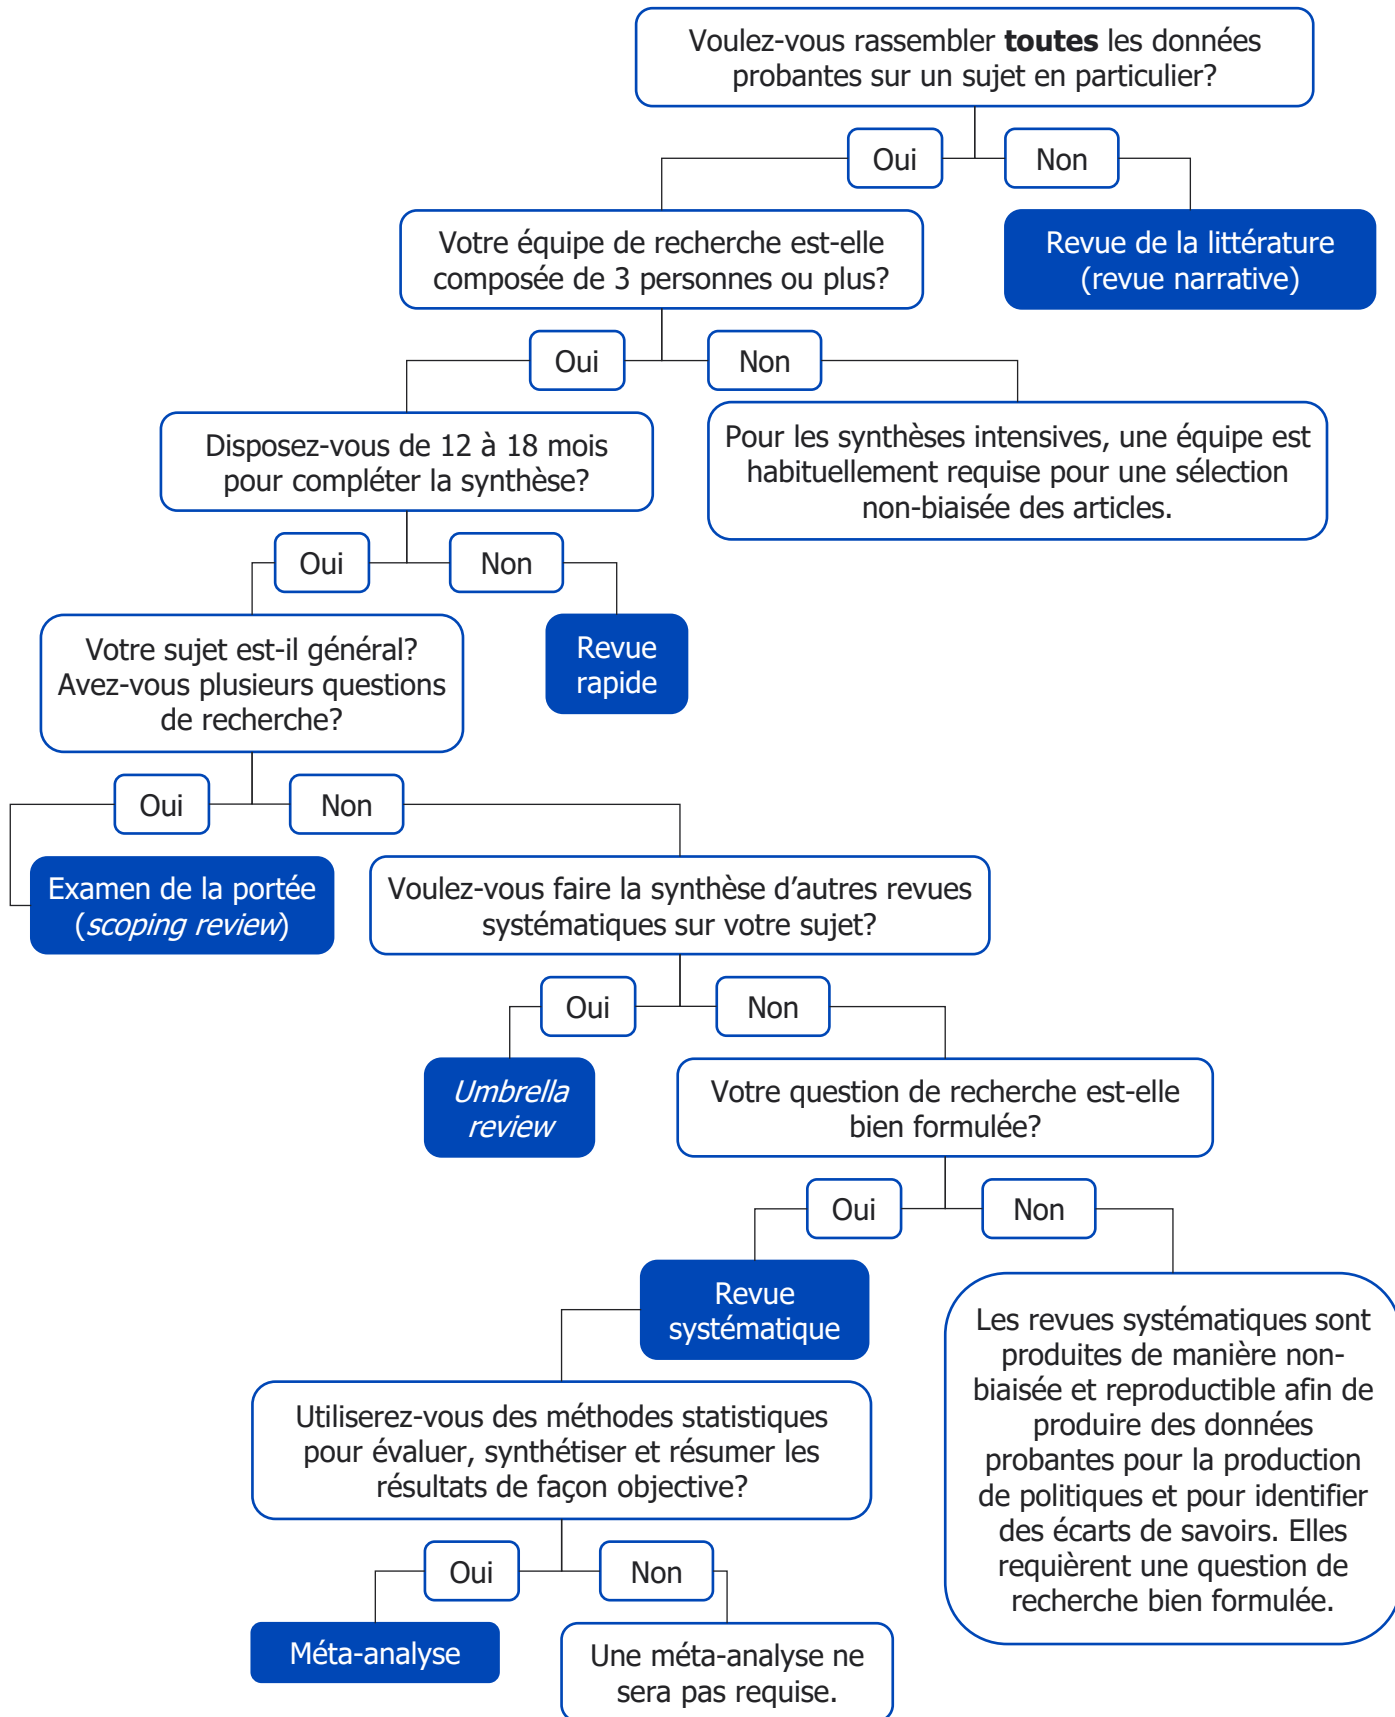 Voulez-vous rassembler toutes les données
probantes sur un sujet en particulier?
Oui
Non
Votre équipe de recherche est-elle
composée de 3 personnes ou plus?
Revue de la littérature
(revue narrative)
Oui
Non
Disposez-vous de 12 à 18 mois
pour compléter la synthèse?
Pour les synthèses intensives, une équipe est
habituellement requise pour une sélection
non-biaisée des articles.
Oui
Non
Votre sujet est-il général?
Avez-vous plusieurs questions
de recherche?
Revue
rapide
Oui
Non
Examen de la portée
(scoping review)
Voulez-vous faire la synthèse d’autres revues
systématiques sur votre sujet?
Oui
Non
Umbrella
review
Votre question de recherche est-elle
bien formulée?
Oui
Non
Revue
systématique
Les revues systématiques sont
produites de manière non-
biaisée et reproductible afin de
produire des données
probantes pour la production
de politiques et pour identifier
des écarts de savoirs. Elles
requièrent une question de
recherche bien formulée.
Utiliserez-vous des méthodes statistiques
pour évaluer, synthétiser et résumer les
résultats de façon objective?
Oui
Non
Méta-analyse
Une méta-analyse ne
sera pas requise.